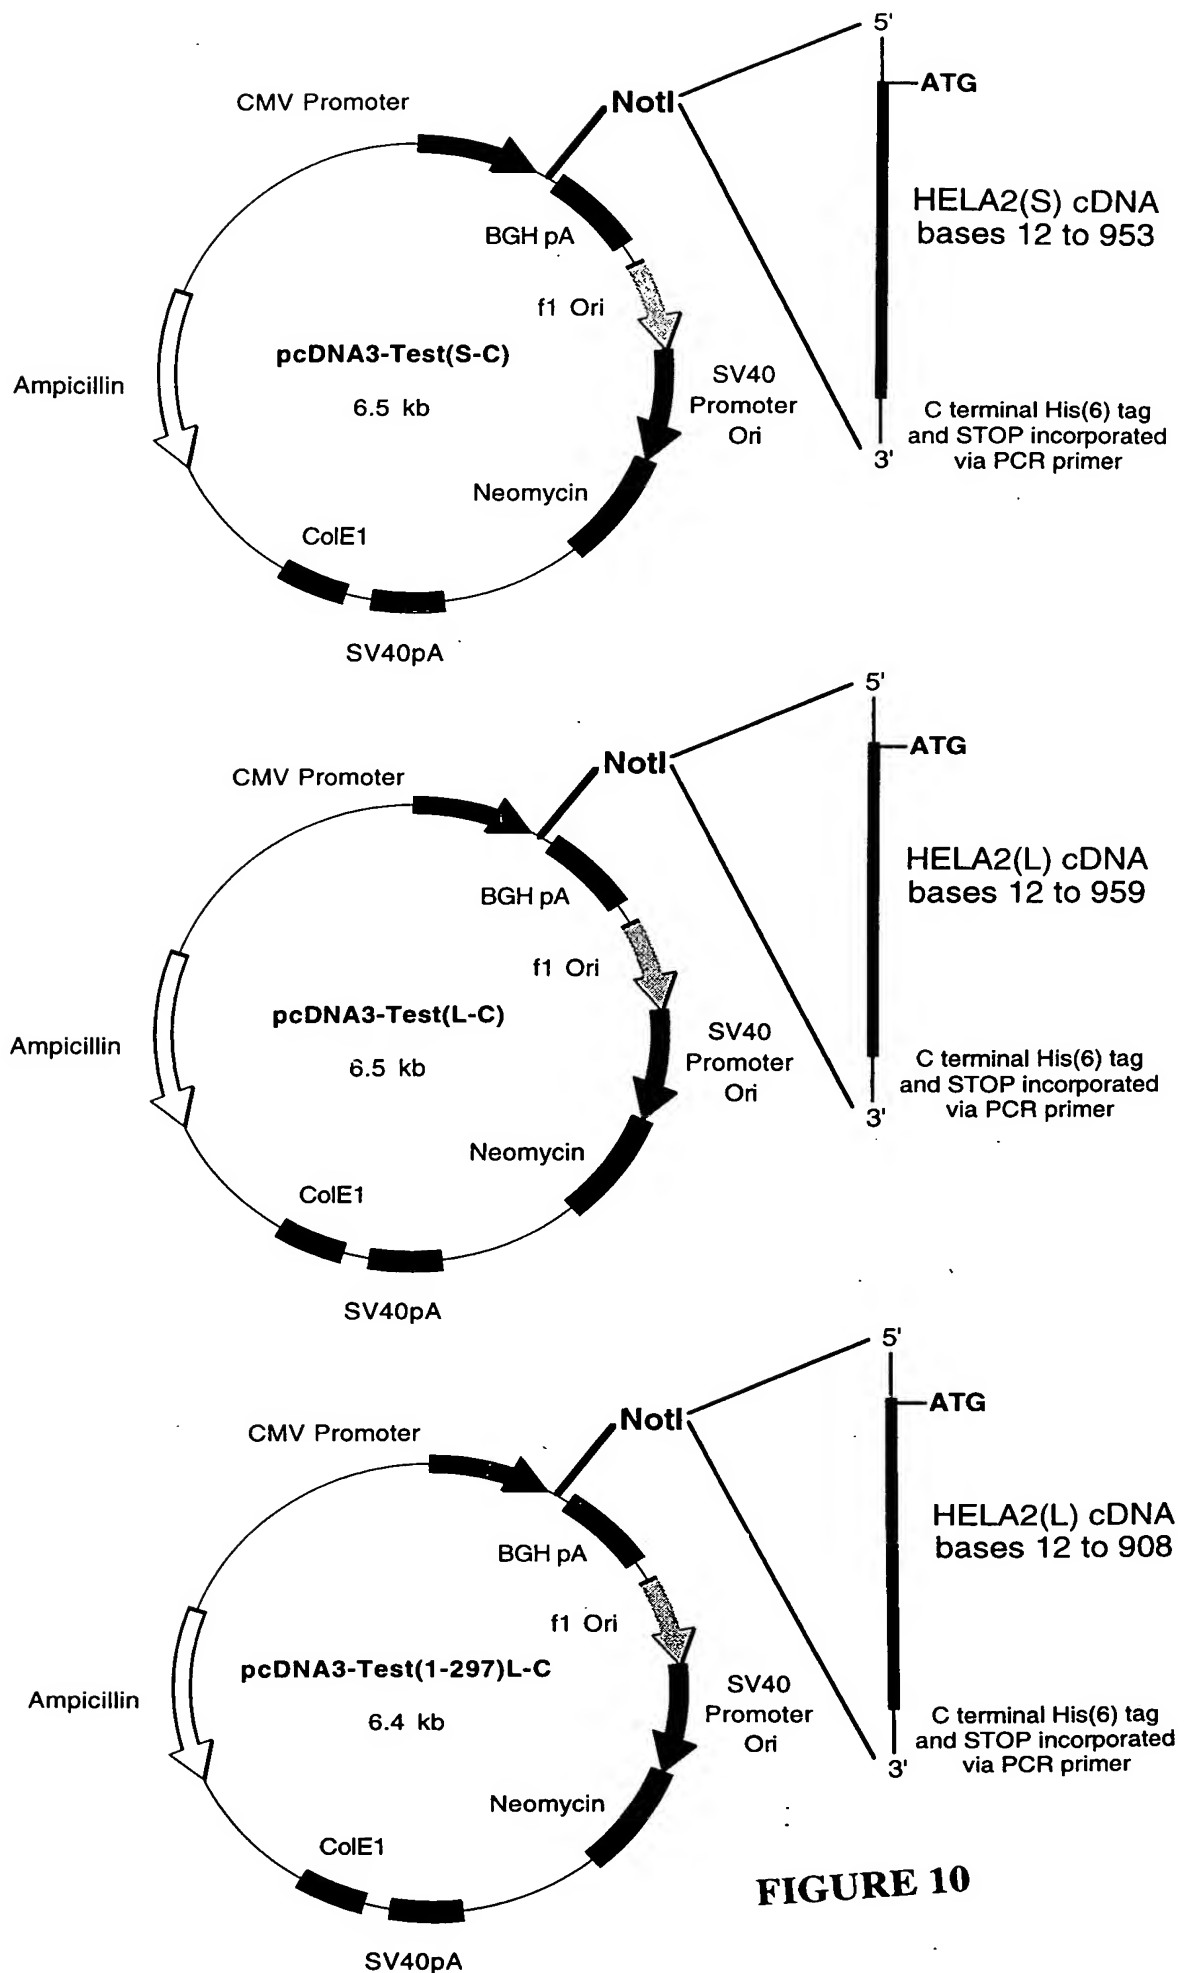 5'
ATG
NotI
CMV Promoter
HELA2(S) cDNA
bases 12 to 953
BGH pA
f1 Ori
pcDNA3-Test(S-C)
6.5 kb
Ampicillin
SV40
Promoter
Ori
C terminal His(6) tag
and STOP incorporated
via PCR primer
3'
Neomycin
ColE1
SV40pA
5'
ATG
NotI
CMV Promoter
HELA2(L) cDNA
bases 12 to 959
BGH pA
f1 Ori
pcDNA3-Test(L-C)
6.5 kb
Ampicillin
SV40
Promoter
Ori
C terminal His(6) tag
and STOP incorporated
via PCR primer
3'
Neomycin
ColE1
SV40pA
5'
ATG
NotI
CMV Promoter
HELA2(L) cDNA
bases 12 to 908
BGH pA
f1 Ori
pcDNA3-Test(1-297)L-C
6.4 kb
Ampicillin
SV40
Promoter
Ori
C terminal His(6) tag
and STOP incorporated
via PCR primer
3'
Neomycin
ColE1
SV40pA
FIGURE 10